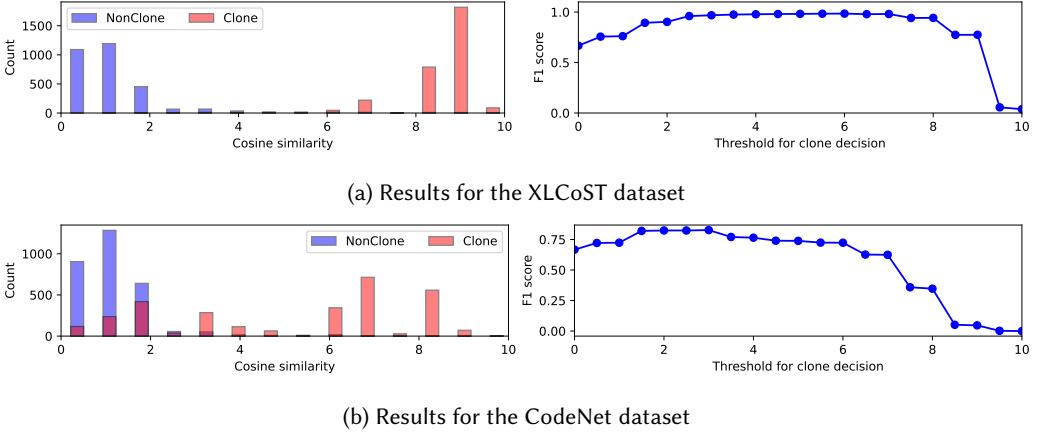 NonClone
Clone
Count
1500
1000
500
0
0 2 4 6 8 10
Cosine similarity
F1 score
1.0
0.5
0.0
0 2 4 6 8 10
Threshold for clone decision
(a) Results for the XLCoST dataset
NonClone
Clone
Count
1000
500
0
0 2 4 6 8 10
Cosine similarity
F1 score
0.75
0.50
0.25
0.00
0 2 4 6 8 10
Threshold for clone decision
(b) Results for the CodeNet dataset